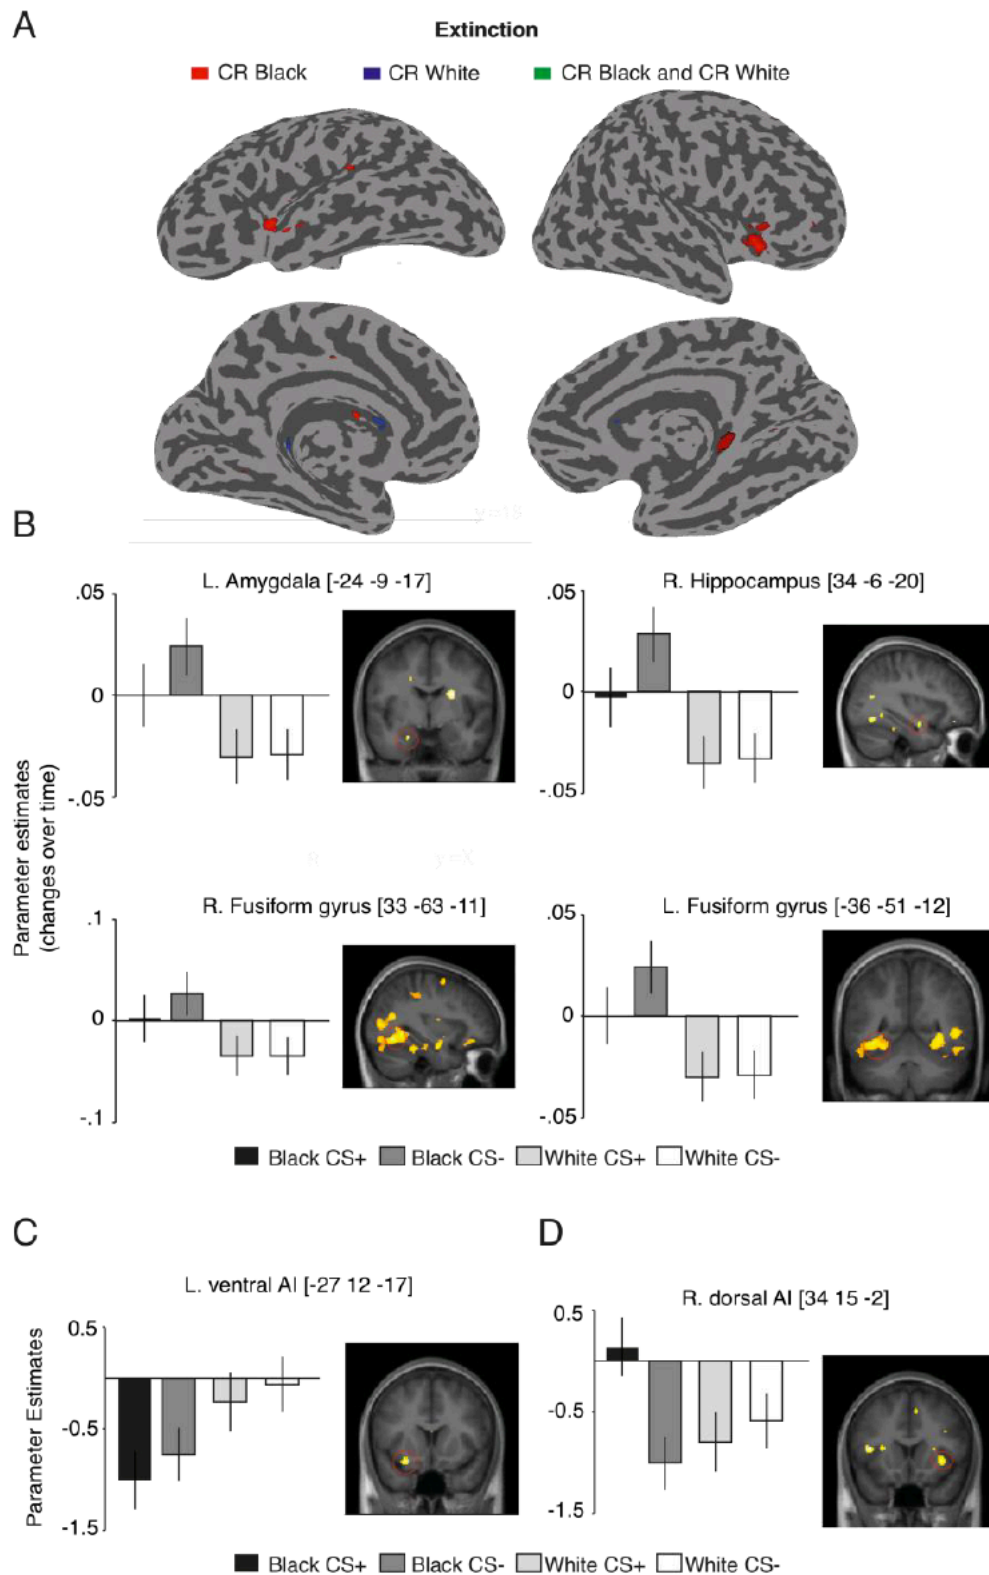 A
Extinction
CR Black CR White CR Black and CR White
B
L. Amygdala [-24 -9 -17]
.05
0
-.05
R. Hippocampus [34 -6 -20]
.05
0
-.05
Parameter estimates
(changes over time)
R. Fusiform gyrus [33 -63 -11]
.1
0
-.1
L. Fusiform gyrus [-36 -51 -12]
.05
0
-.05
Black CS+ Black CS- White CS+ White CS-
C
L. ventral AI [-27 12 -17]
Parameter Estimates
0.5
-0.5
-1.5
D
R. dorsal AI [34 15 -2]
0.5
-0.5
-1.5
Black CS+ Black CS- White CS+ White CS-